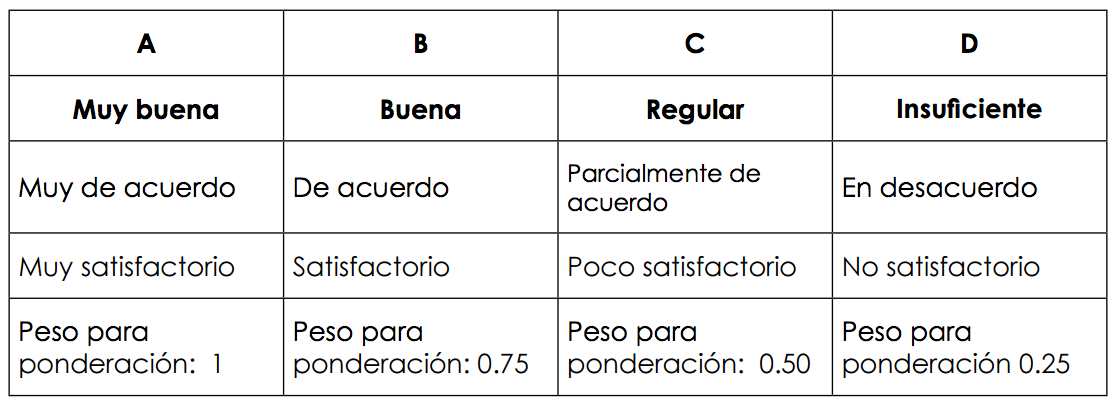 A B C D
Muy buena Buena Regular Insuficiente
Muy de acuerdo De acuerdo Parcialmente de
acuerdo En desacuerdo
Muy satisfactorio Satisfactorio Poco satisfactorio No satisfactorio
Peso para Peso para Peso para Peso para
ponderación: 1 ponderación: 0.75 ponderación: 0.50 ponderación 0.25